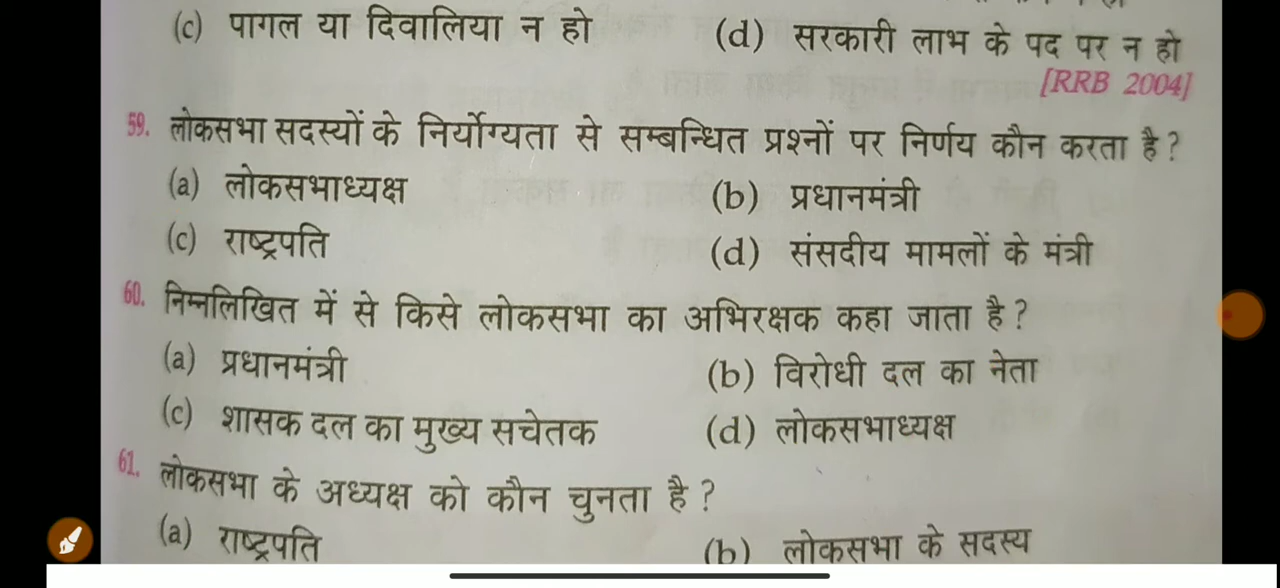 (c) पागल या दिवालिया न हो (d) सरकारी लाभ के पद पर न हो
[RRB 2004]
59. लोकसभा सदस्यों के निर्योग्यता से सम्बन्धित प्रश्नों पर निर्णय कौन करता है?
(a) लोकसभाध्यक्ष (b) प्रधानमंत्री
(c) राष्ट्रपति (d) संसदीय मामलों के मंत्री
60. निम्नलिखित में से किसे लोकसभा का अभिरक्षक कहा जाता है?
(a) प्रधानमंत्री (b) विरोधी दल का नेता
(c) शासक दल का मुख्य सचेतक (d) लोकसभाध्यक्ष
61. लोकसभा के अध्यक्ष को कौन चुनता है?
(a) राष्ट्रपति (b) लोकसभा के सदस्य